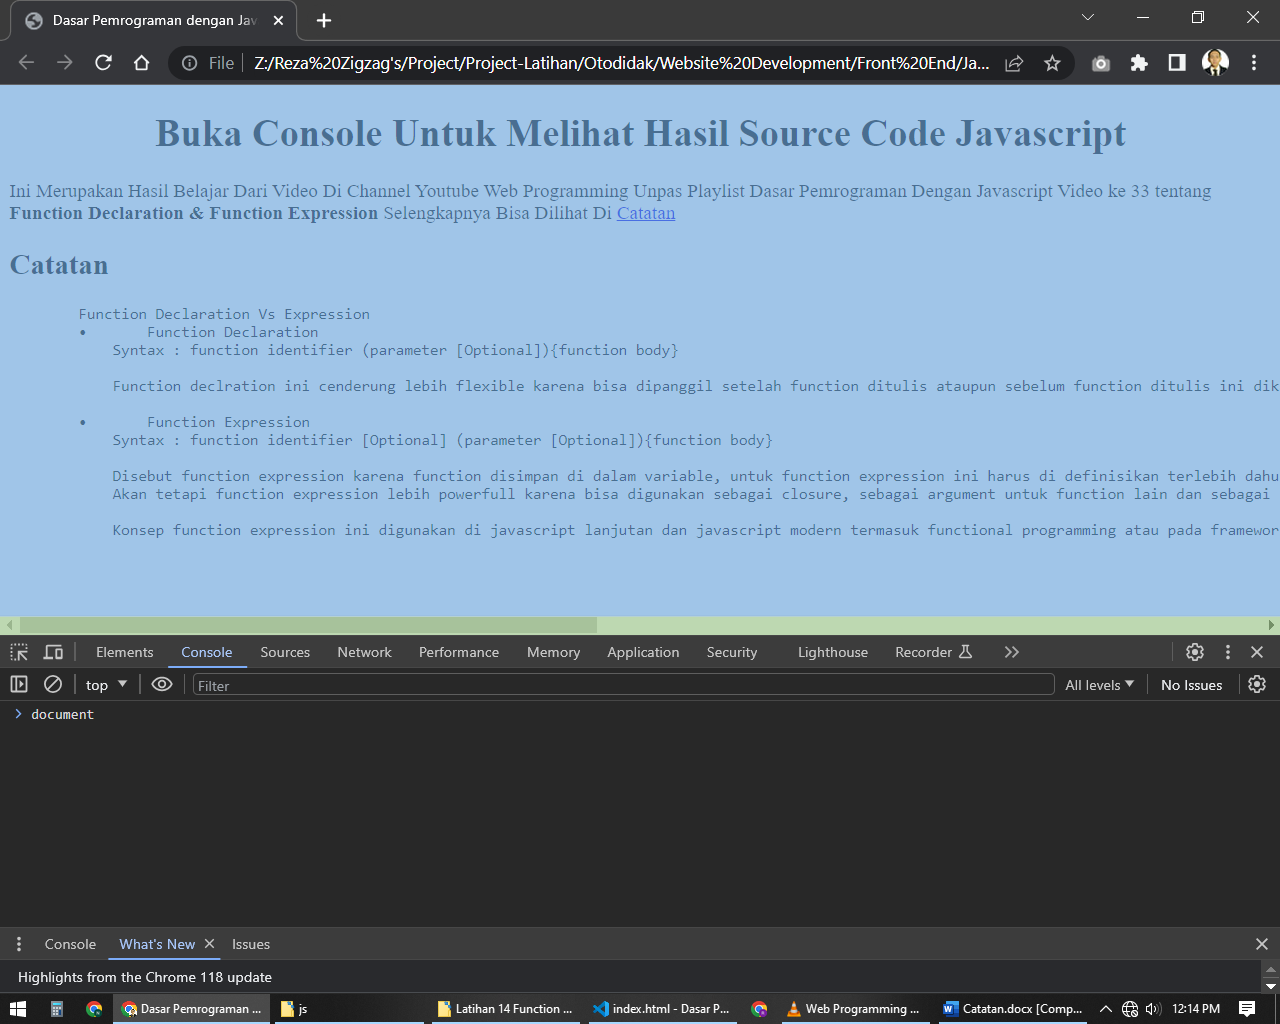 Dasar Pemrograman dengan Jav
File
Z:/Reza%20Zigzag's/Project/Project-Latihan/Otodidak/Website%20Development/Front%20End/Ja...
Buka Console Untuk Melihat Hasil Source Code Javascript
Ini Merupakan Hasil Belajar Dari Video Di Channel Youtube Web Programming Unpas Playlist Dasar Pemrograman Dengan Javascript Video ke 33 tentang
Function Declaration & Function Expression Selengkapnya Bisa Dilihat Di Catatan
Catatan
Function Declaration Vs Expression
• Function Declaration
Syntax : function identifier (parameter [Optional]){function body}
Function declration ini cenderung lebih flexible karena bisa dipanggil setelah function ditulis ataupun sebelum function ditulis ini dik
• Function Expression
Syntax : function identifier [Optional] (parameter [Optional]){function body}
Disebut function expression karena function disimpan di dalam variable, untuk function expression ini harus di definisikan terlebih dahu
Akan tetapi function expression lebih powerfull karena bisa digunakan sebagai closure, sebagai argument untuk function lain dan sebagai
Konsep function expression ini digunakan di javascript lanjutan dan javascript modern termasuk functional programming atau pada framewor
Elements Console Sources Network Performance Memory Application Security Lighthouse Recorder
top Filter All levels No Issues
> document
Console What's New Issues
Highlights from the Chrome 118 update
Dasar Pemrograman ... js Latihan 14 Function ... index.html - Dasar P... Web Programming ... Catatan.docx [Comp... 12:14 PM